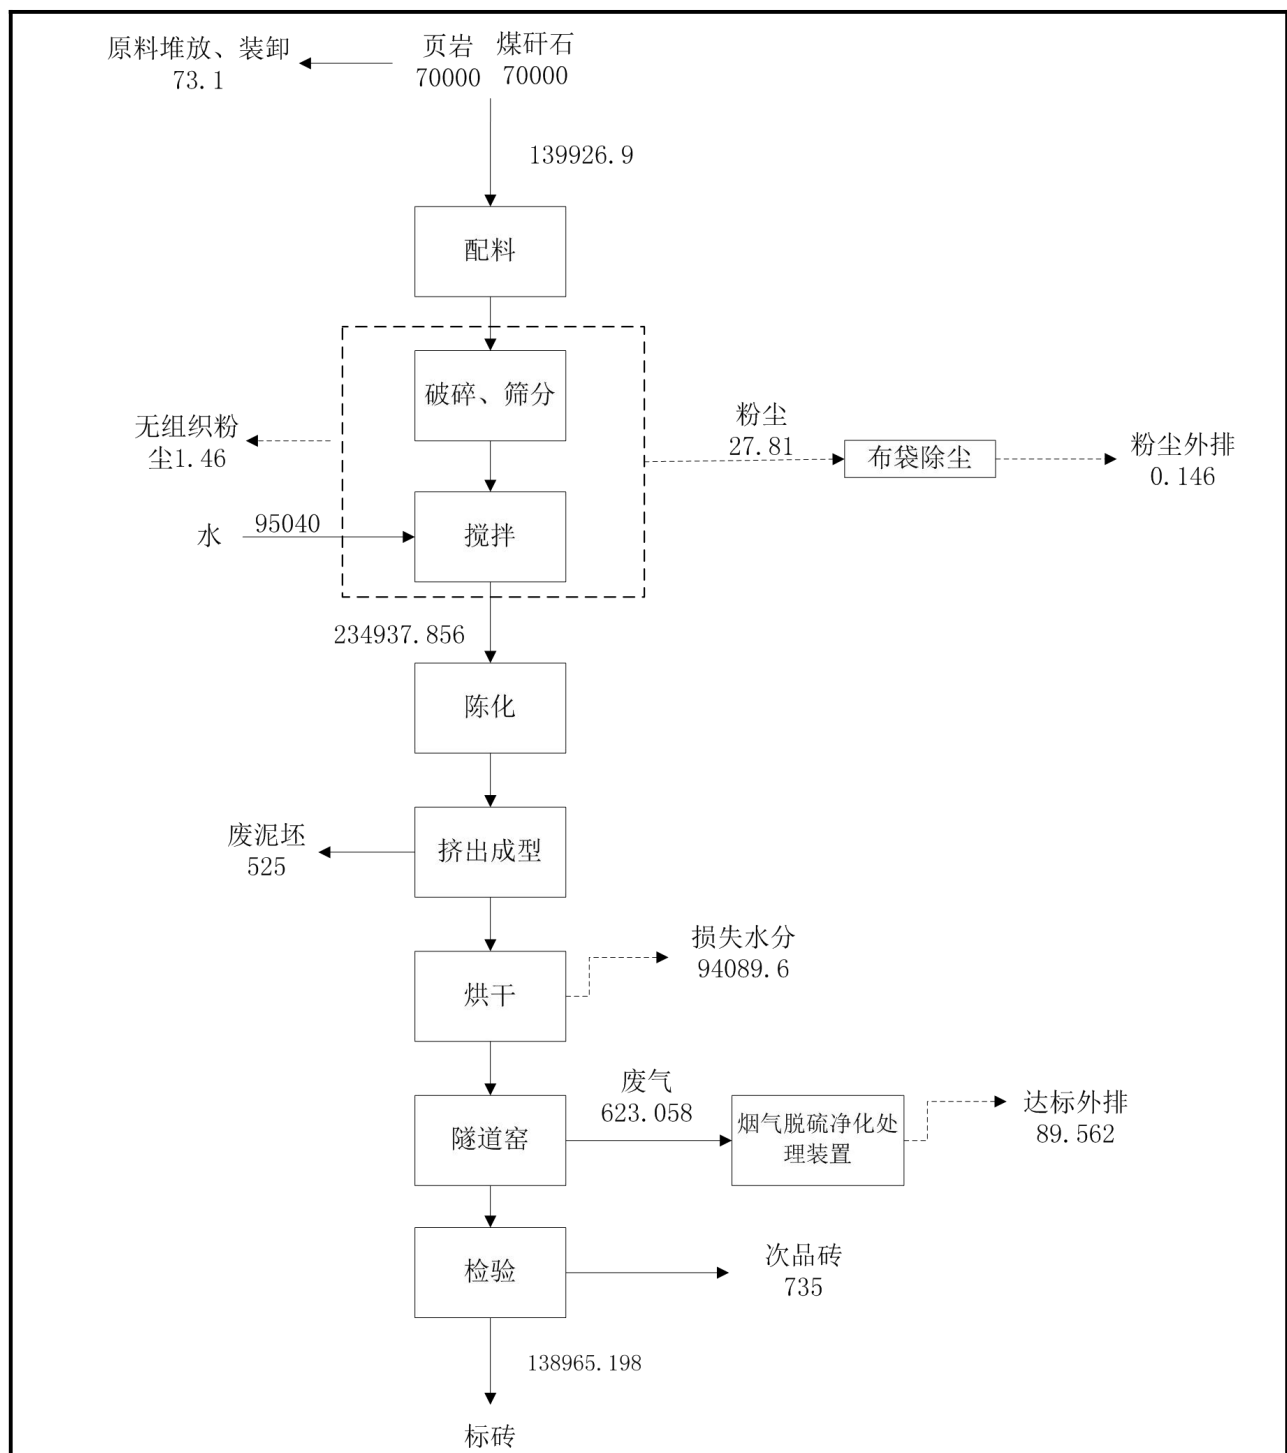 原料堆放、装卸
73.1
页岩
70000
煤矸石
70000
139926.9
配料
破碎、筛分
无组织粉
尘1.46
粉尘
27.81
布袋除尘
粉尘外排
0.146
水
95040
搅拌
234937.856
陈化
废泥坯
525
挤出成型
损失水分
94089.6
烘干
废气
623.058
隧道窑
烟气脱硫净化处
理装置
达标外排
89.562
检验
次品砖
735
138965.198
标砖